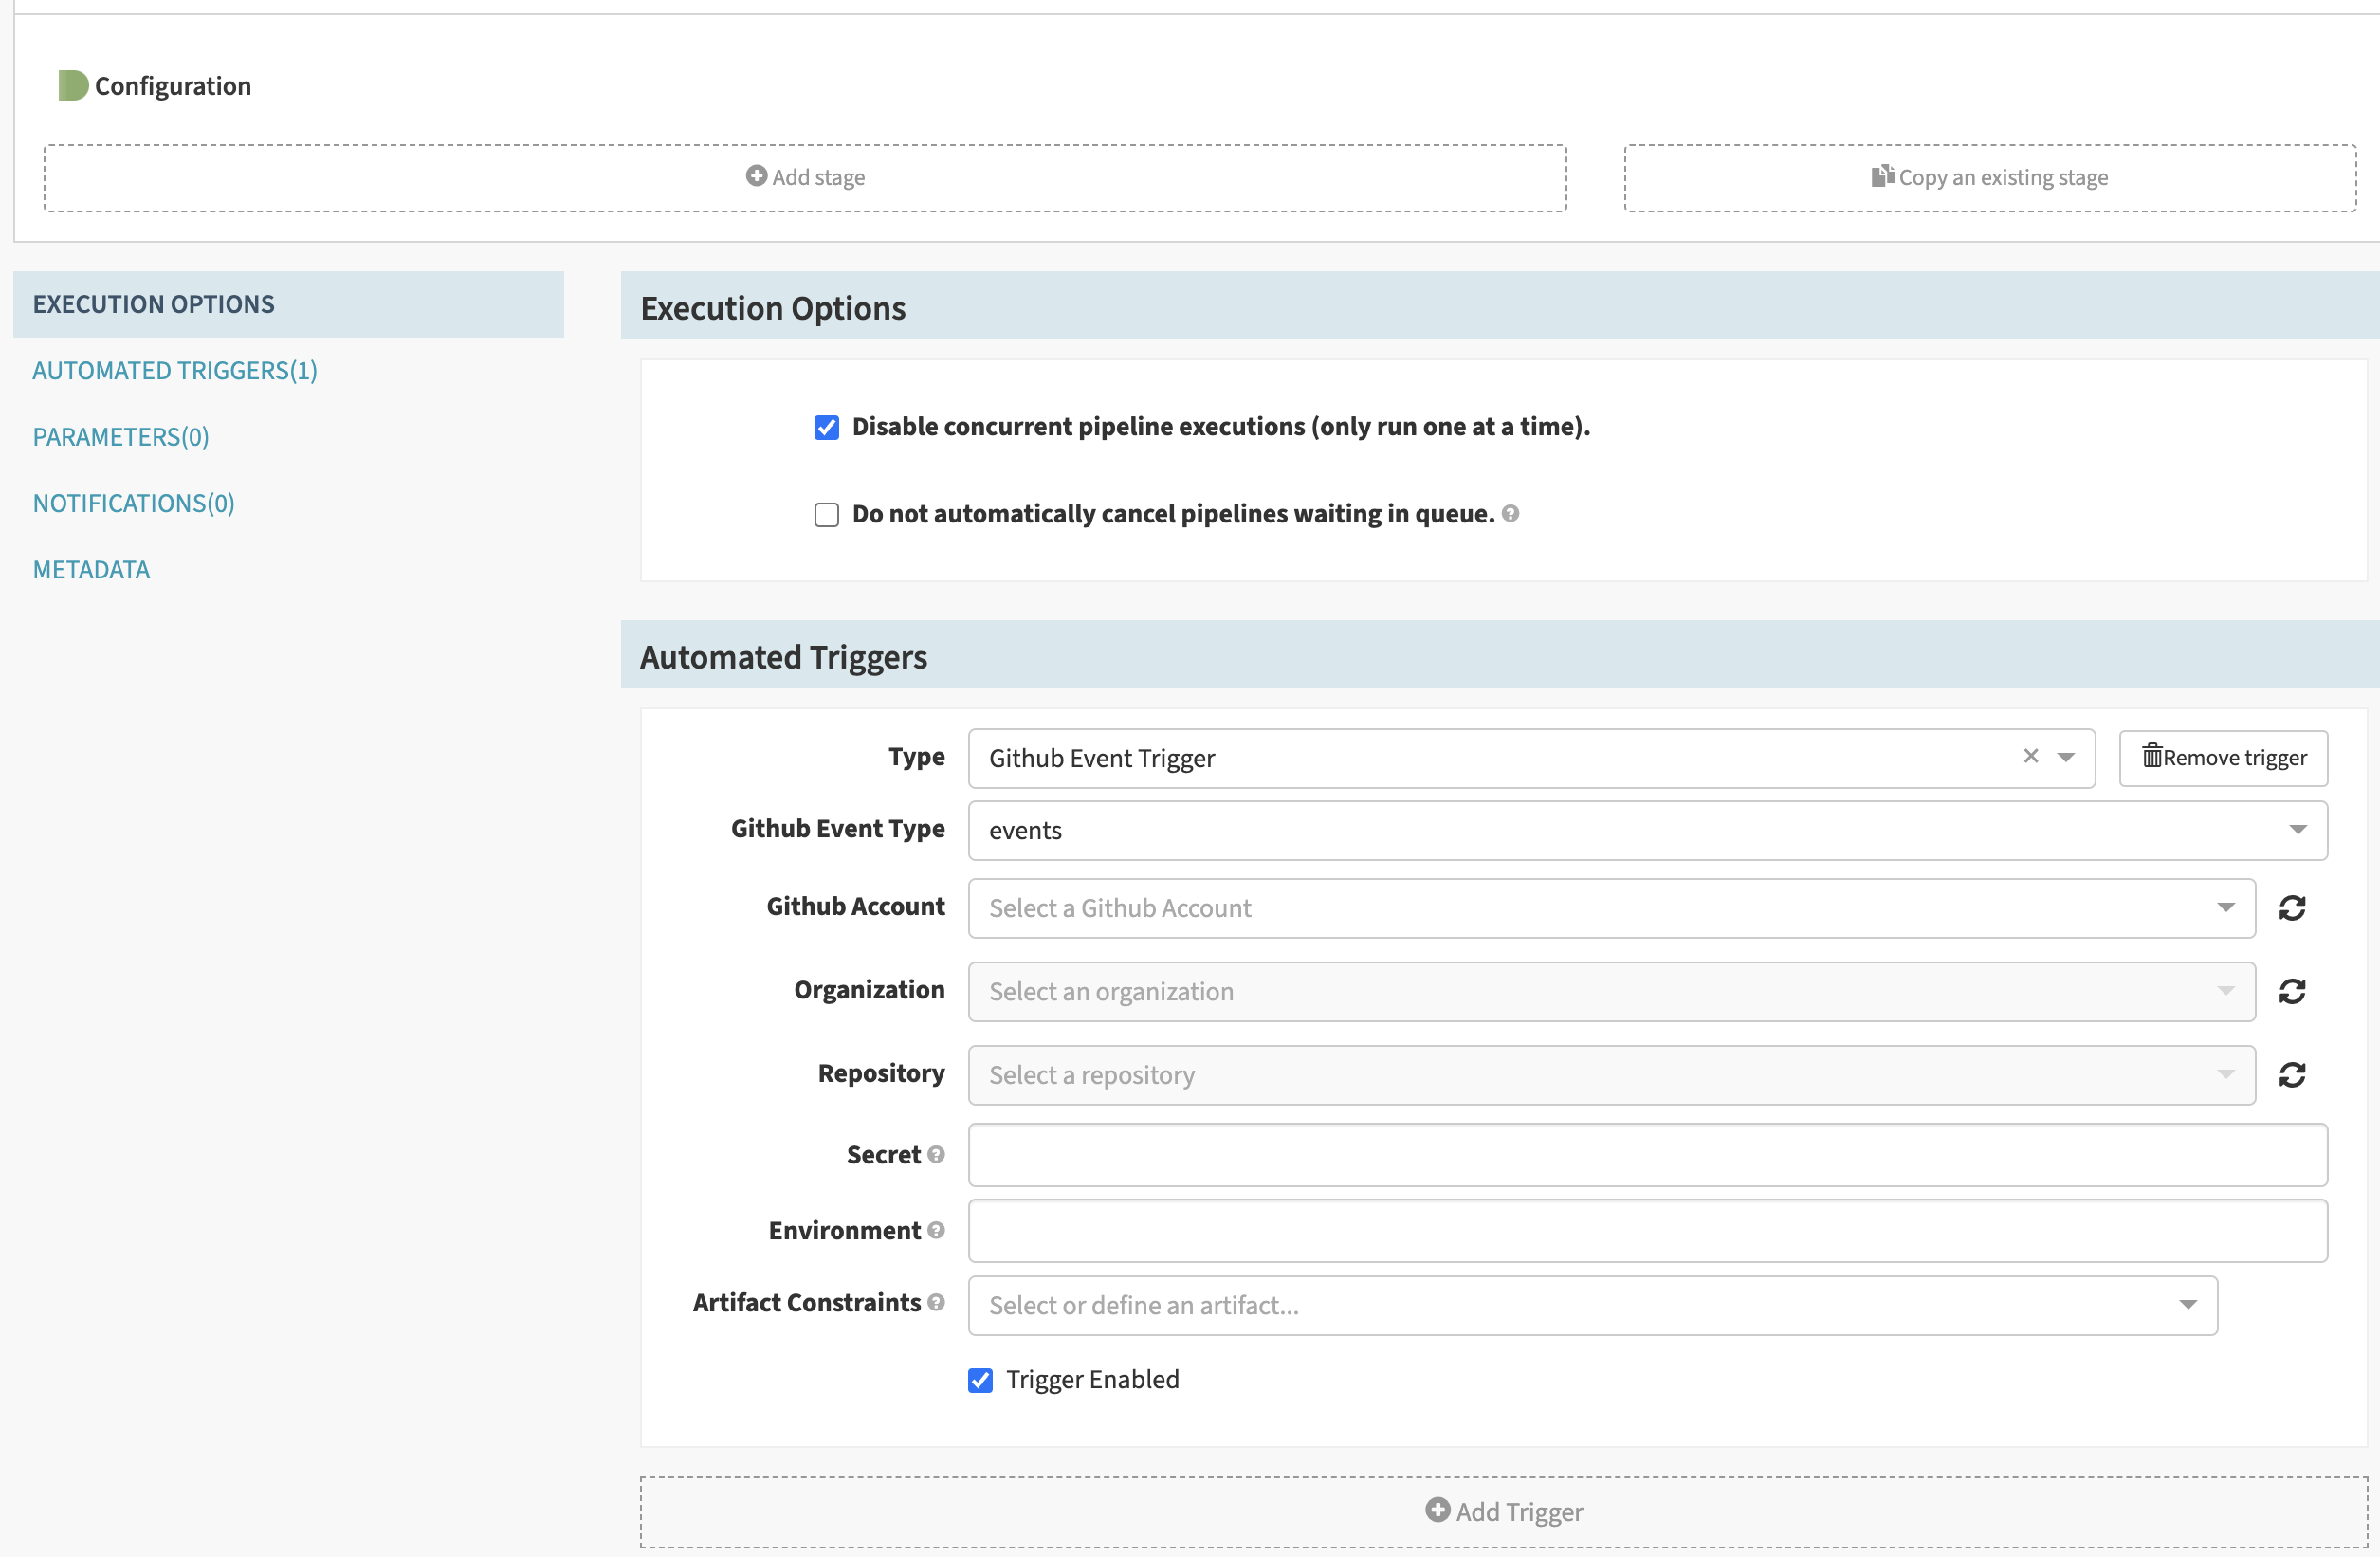 Configuration
Add stage
Copy an existing stage
EXECUTION OPTIONS
AUTOMATED TRIGGERS(1)
PARAMETERS(0)
NOTIFICATIONS(0)
METADATA
Execution Options
Disable concurrent pipeline executions (only run one at a time).
Do not automatically cancel pipelines waiting in queue.
Automated Triggers
Type Github Event Trigger Remove trigger
Github Event Type events
Github Account Select a Github Account
Organization Select an organization
Repository Select a repository
Secret
Environment
Artifact Constraints Select or define an artifact...
Trigger Enabled
Add Trigger